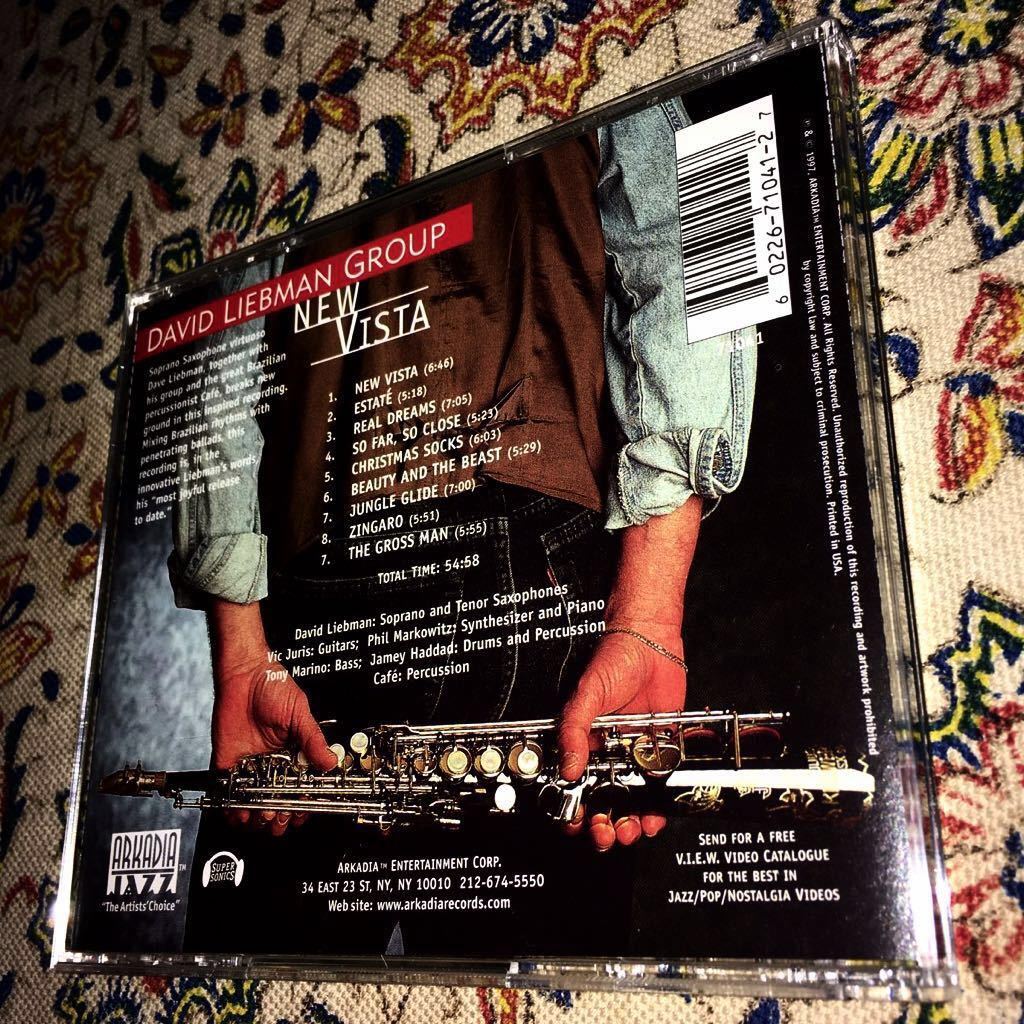 DAVID LIEBMAN GROUP
NEW
VISTA
Soprano Saxophone virtuoso
Dave Liebman, together with
his group and the great Brazilian
percussionist Café, breaks new
ground in this inspired recording.
Mixing Brazilian rhythms with
penetrating ballads, this
recording is, in the
innovative Liebman's words,
his "most joyful release
to date."
1. NEW VISTA (6:46)
2. ESTATÉ (5:18)
3. REAL DREAMS (7:05)
4. SO FAR, SO CLOSE (5:23)
5. CHRISTMAS SOCKS (6:03)
6. BEAUTY AND THE BEAST (5:29)
7. JUNGLE GLIDE (7:00)
8. ZINGARO (5:51)
7. THE GROSS MAN (5:55)
TOTAL TIME: 54:58
David Liebman: Soprano and Tenor Saxophones
Vic Juris: Guitars; Phil Markowitz: Synthesizer and Piano
Tony Marino: Bass; Jamey Haddad: Drums and Percussion
Café: Percussion
6 02267-71041-2 7
℗ & © 1997, ARKADIA™ ENTERTAINMENT CORP. All Rights Reserved. Unauthorized reproduction of this recording and artwork prohibited
by copyright law and subject to criminal prosecution. Printed in USA.
ARKADIA
JAZZ™
"The Artists' Choice"
SUPER
SONICS
ARKADIA™ ENTERTAINMENT CORP.
34 EAST 23 ST, NY, NY 10010 212-674-5550
Web site: www.arkadiarecords.com
SEND FOR A FREE
V.I.E.W. VIDEO CATALOGUE
FOR THE BEST IN
JAZZ/POP/NOSTALGIA VIDEOS